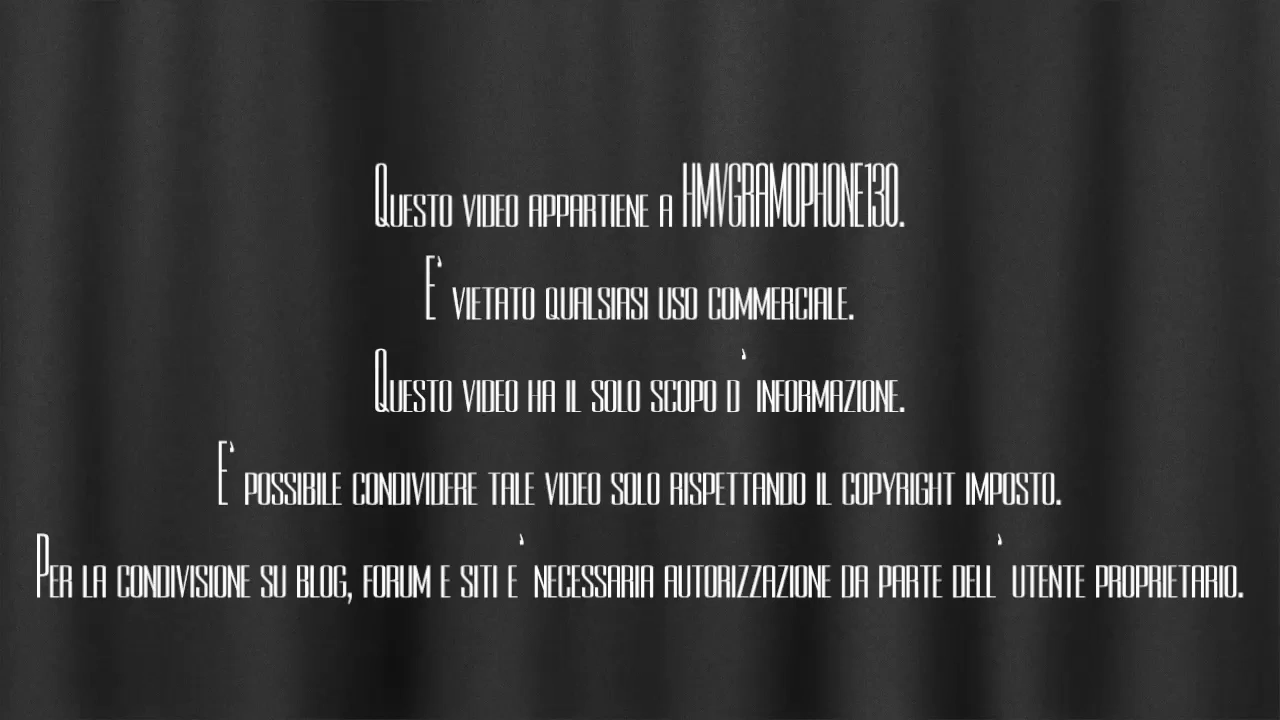 Questo video appartiene a HMVGRAMOPHONE130.
E' vietato qualsiasi uso commerciale.
Questo video ha il solo scopo d' informazione.
E' possibile condividere tale video solo rispettando il copyright imposto.
Per la condivisione su blog, forum e siti e' necessaria autorizzazione da parte dell' utente proprietario.